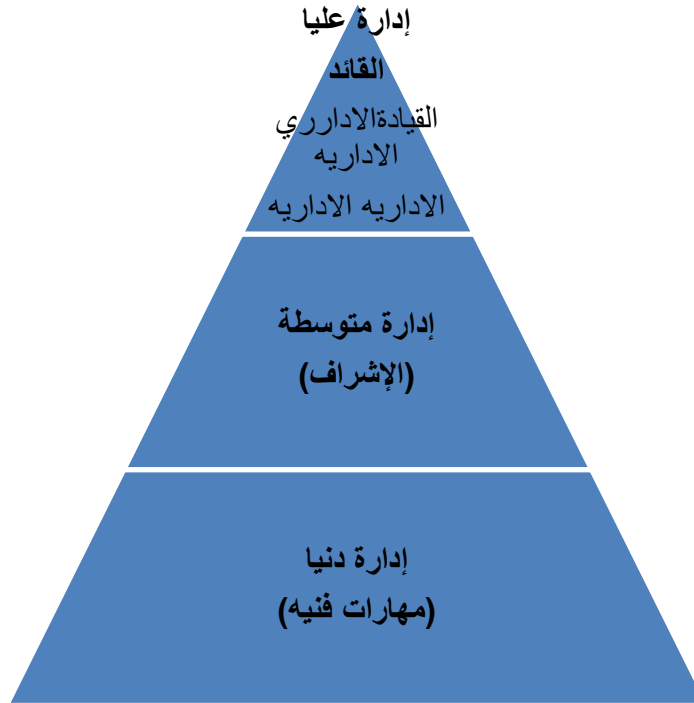 إدارة عليا
القائد
القيادةالادارري
الاداريه
الاداريه الاداريه
إدارة متوسطة
(الإشراف)
إدارة دنيا
(مهارات فنيه)